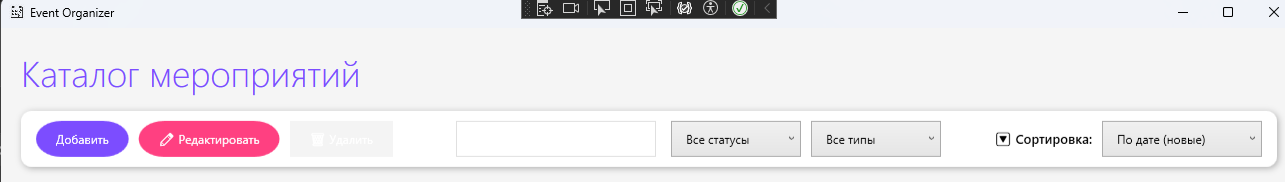 Event Organizer
Каталог мероприятий
Добавить Редактировать Удалить Все статусы Все типы Сортировка: По дате (новые)